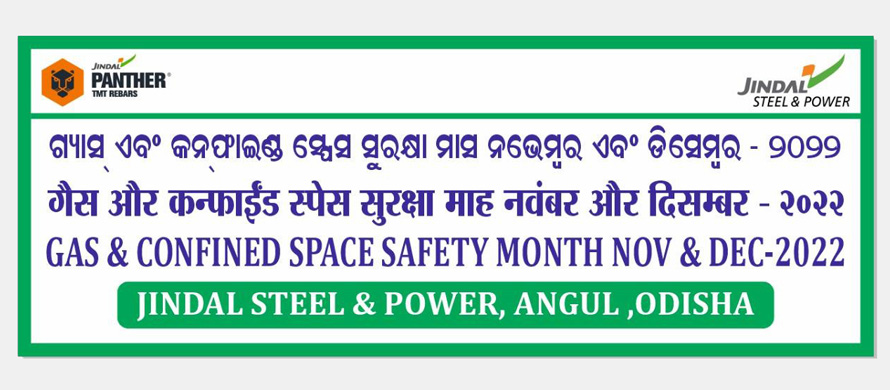 JINDAL
PANTHER®
TMT REBARS
JINDAL
STEEL & POWER
ଗ୍ୟାସ୍ ଏବଂ କନ୍‌ଫାଇଣ୍ଡ ସ୍ପେସ ସୁରକ୍ଷା ମାସ ନଭେମ୍ବର ଏବଂ ଡିସେମ୍ବର - ୨୦୨୨
गैस और कन्फाईंड स्पेस सुरक्षा माह नवंबर और दिसम्बर - २०२२
GAS & CONFINED SPACE SAFETY MONTH NOV & DEC-2022
JINDAL STEEL & POWER, ANGUL ,ODISHA